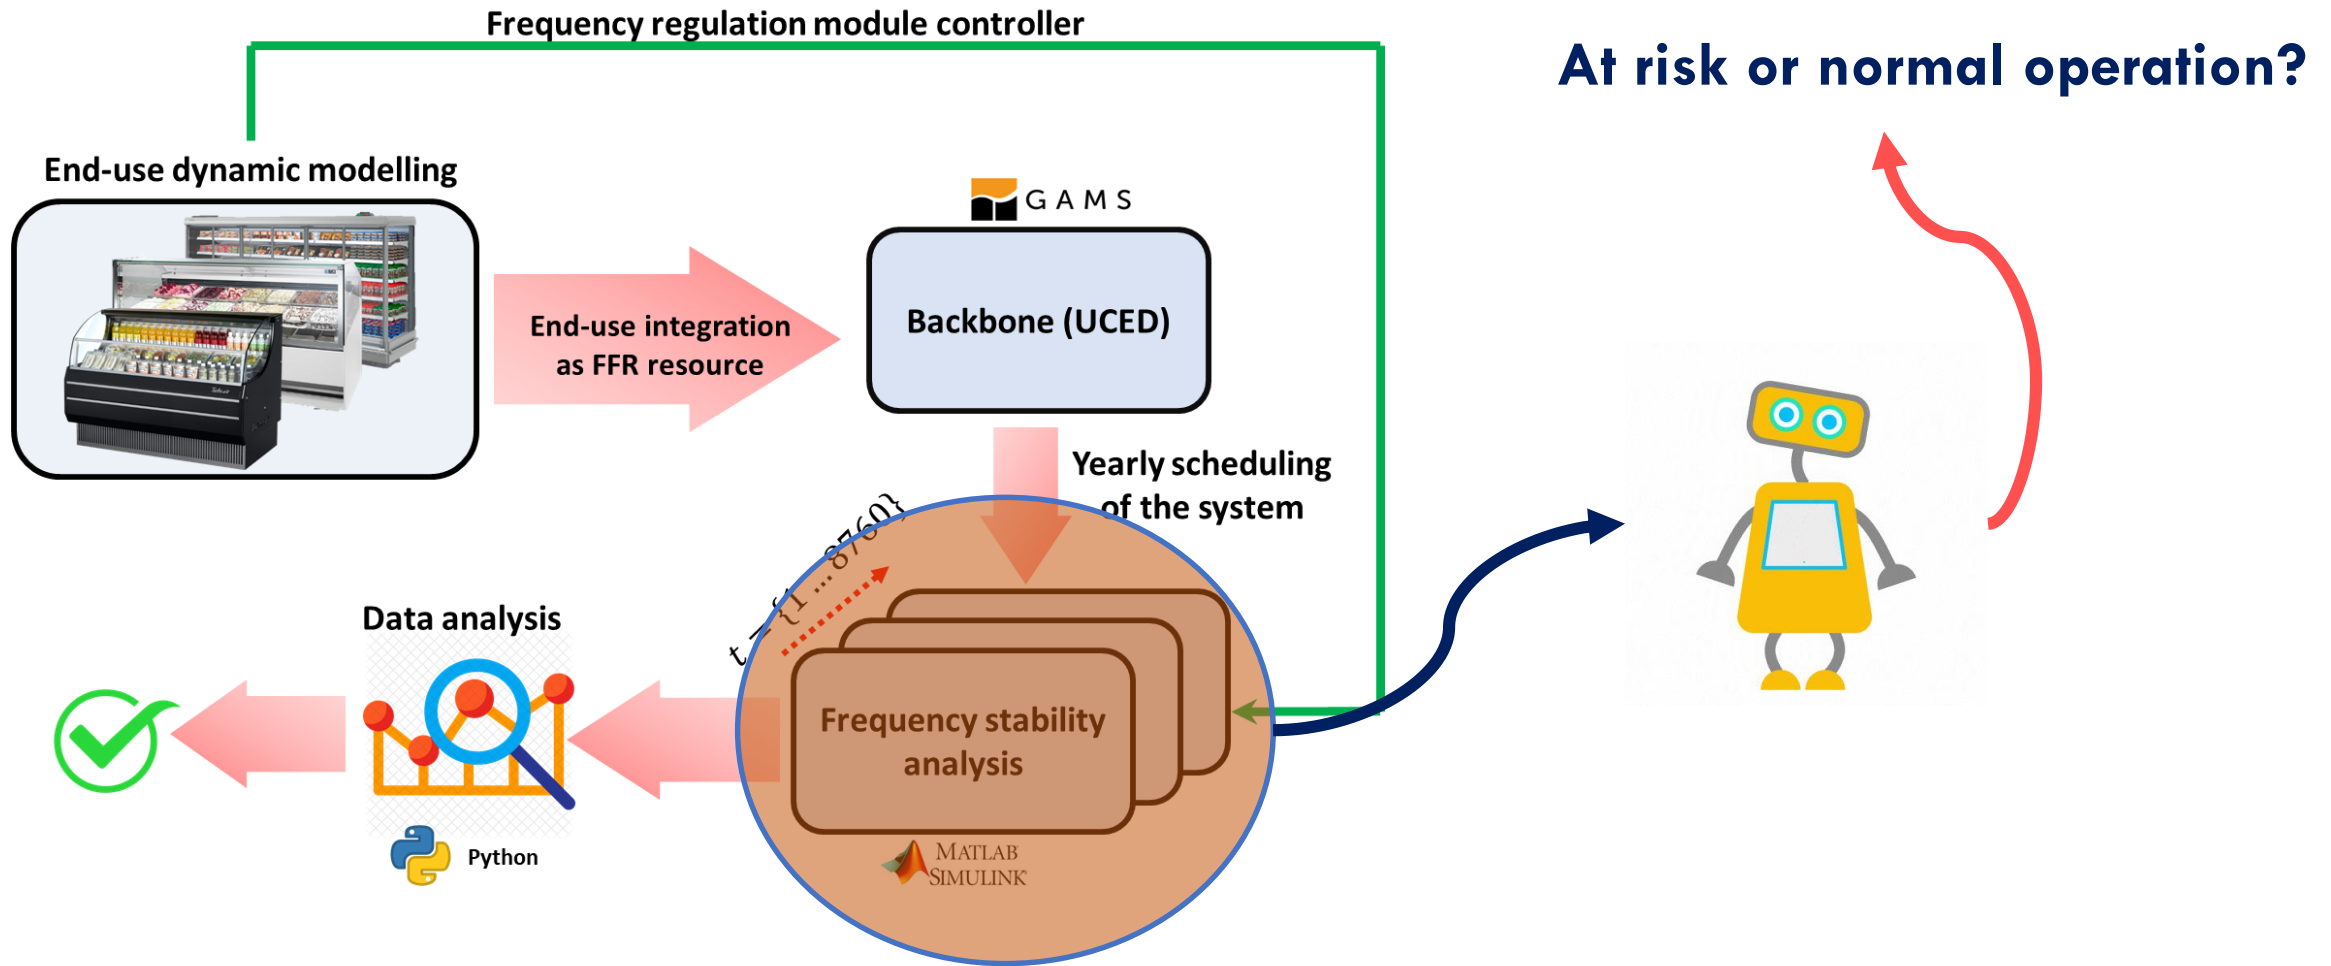 Frequency regulation module controller
At risk or normal operation?
End-use dynamic modelling
GAMS
End-use integration
as FFR resource
Backbone (UCED)
Yearly scheduling
of the system
t = {1 ... 8760}
Data analysis
Frequency stability
analysis
Python
MATLAB
SIMULINK